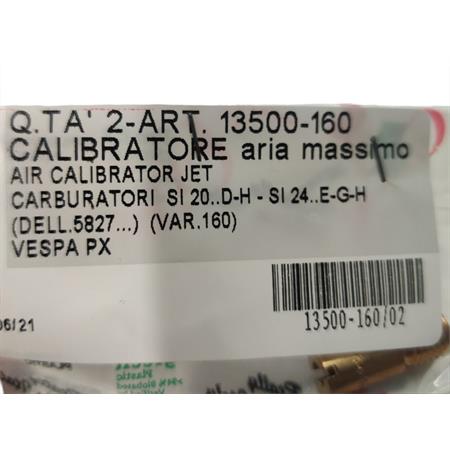 Q.TA' 2-ART. 13500-160
CALIBRATORE aria massimo
AIR CALIBRATOR JET
CARBURATORI SI 20..D-H - SI 24..E-G-H
(DELL.5827...) (VAR.160)
VESPA PX
06/21
13500-160/02
Plastic